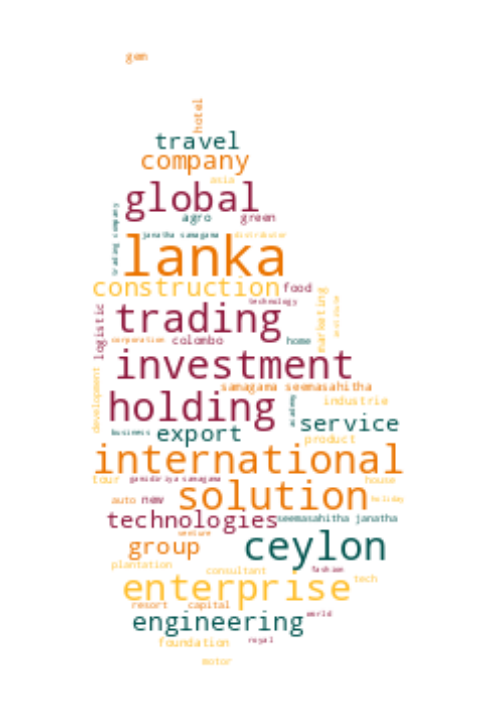 gem
hotel
travel
company
asia
global
agro green
trading company
janatha samagama distributor
lanka
construction food
technology
marketing
logistic
trading
corporation colombo home
investment
samagama seemasahitha
development
holding
industrie
academy
service
business export
product
international
tour gamidiriya samagama house
solution
auto new holiday
technologies seemasahitha janatha
venture
group ceylon
plantation consultant fashion
tech
enterprise
resort capital
world
engineering
foundation royal
motor